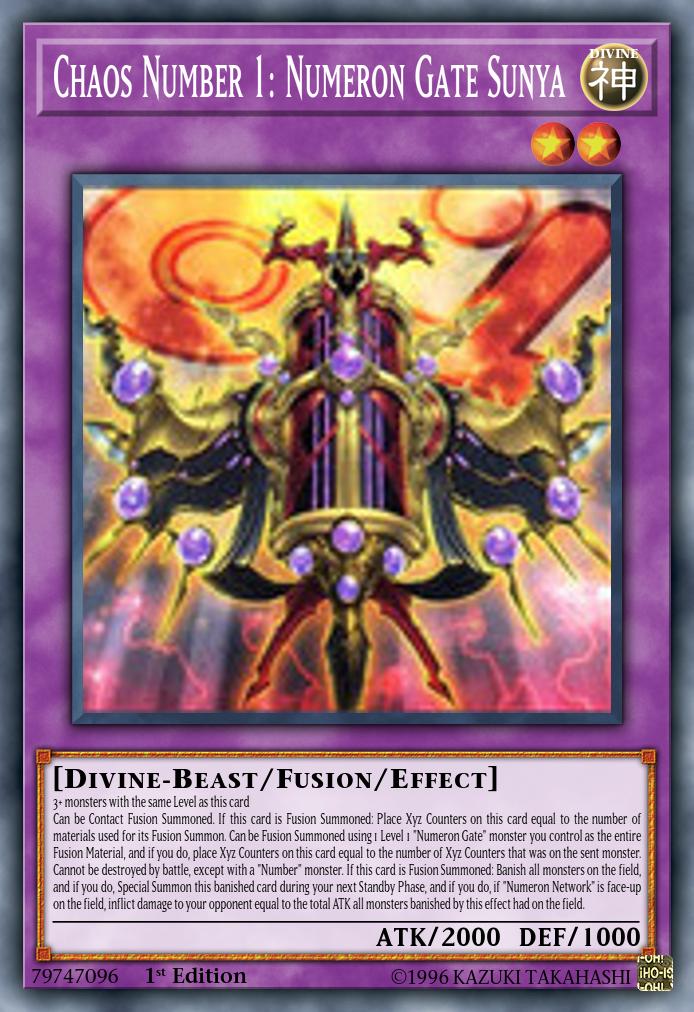 Chaos Number 1: Numeron Gate Sunya
DIVINE
神
[Divine-Beast/Fusion/Effect]
3+ monsters with the same Level as this card
Can be Contact Fusion Summoned. If this card is Fusion Summoned: Place Xyz Counters on this card equal to the number of
materials used for its Fusion Summon. Can be Fusion Summoned using 1 Level 1 "Numeron Gate" monster you control as the entire
Fusion Material, and if you do, place Xyz Counters on this card equal to the number of Xyz Counters that was on the sent monster.
Cannot be destroyed by battle, except with a "Number" monster. If this card is Fusion Summoned: Banish all monsters on the field,
and if you do, Special Summon this banished card during your next Standby Phase, and if you do, if "Numeron Network" is face-up
on the field, inflict damage to your opponent equal to the total ATK all monsters banished by this effect had on the field.
ATK/2000 DEF/1000
79747096 1st Edition ©1996 KAZUKI TAKAHASHI